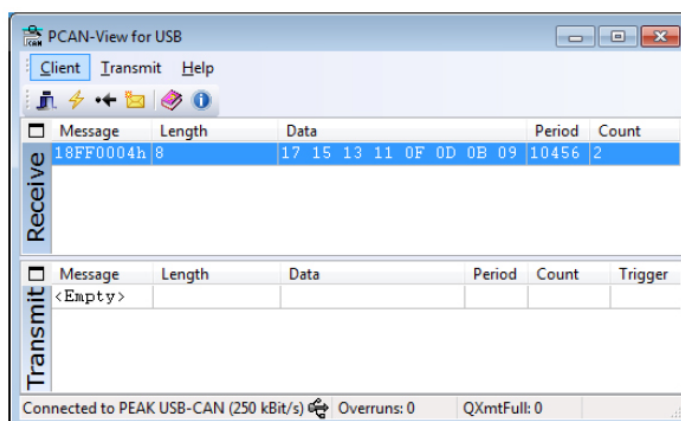 PCAN-View for USB
Client Transmit Help
Message Length Data Period Count
18FF0004h 8 17 15 13 11 0F 0D 0B 09 10456 2
Receive
Message Length Data Period Count Trigger
<Empty>
Transmit
Connected to PEAK USB-CAN (250 kBit/s) Overruns: 0 QXmtFull: 0